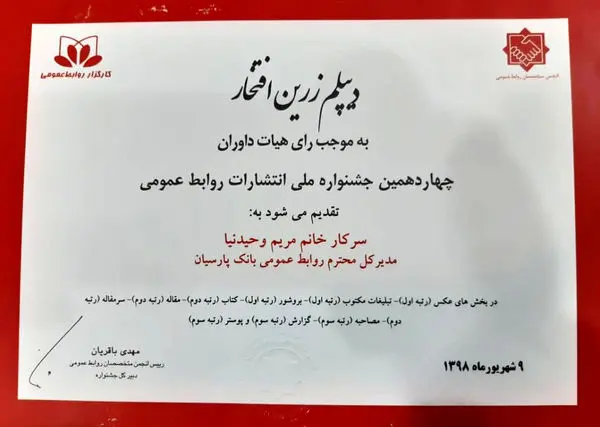 کارگزار روابط عمومی
انجمن متخصصان روابط عمومی
دیپلم زرین افتخار
به موجب رای هیات داوران
چهاردهمین جشنواره ملی انتشارات روابط عمومی
تقدیم می شود به:
سرکار خانم مریم وحیدنیا
مدیرکل محترم روابط عمومی بانک پارسیان
در بخش های عکس (رتبه اول)- تبلیغات مکتوب (رتبه اول)- بروشور (رتبه اول)- کتاب (رتبه دوم)- مقاله (رتبه دوم)- سرمقاله (رتبه
دوم)- مصاحبه (رتبه سوم)- گزارش (رتبه سوم) و پوستر (رتبه سوم)
مهدی باقریان
رییس انجمن متخصصان روابط عمومی
دبیر کل جشنواره
۹ شهریور ماه ۱۳۹۸